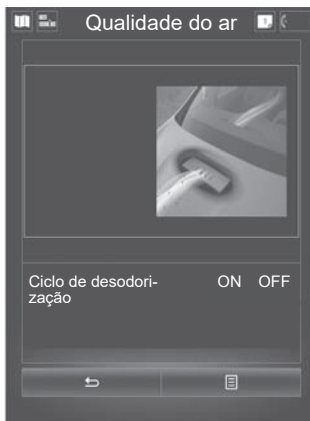 Qualidade do ar
Ciclo de desodori-
zação
ON OFF